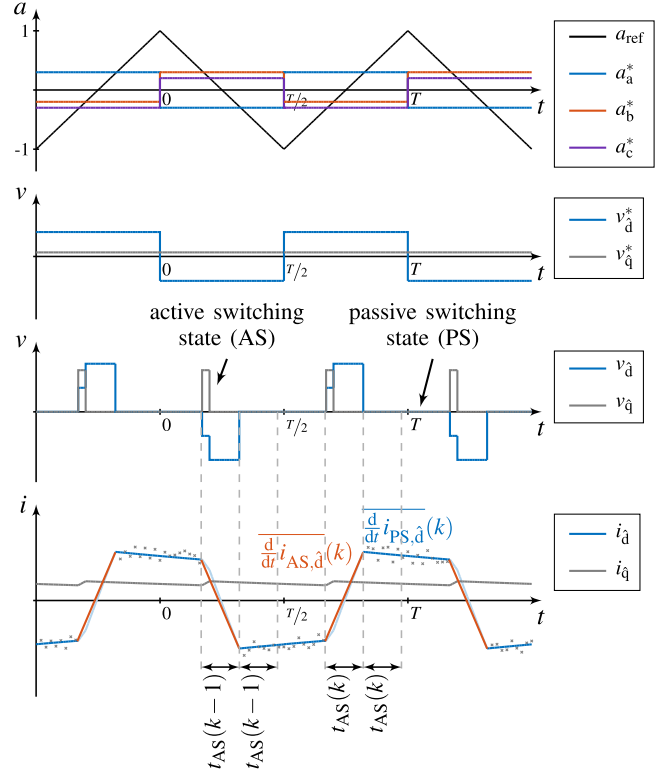 a
1
-1
0
T/2
T
t
a_ref
a*_a
a*_b
a*_c
v
0
T/2
T
t
v*_d̂
v*_q̂
active switching
state (AS)
passive switching
state (PS)
v
0
T/2
T
t
v_d̂
v_q̂
i
d/dt i_AS,d̂(k)
d/dt i_PS,d̂(k)
0
T/2
T
t
i_d̂
i_q̂
t_AS(k − 1)
t_AS(k − 1)
t_AS(k)
t_AS(k)